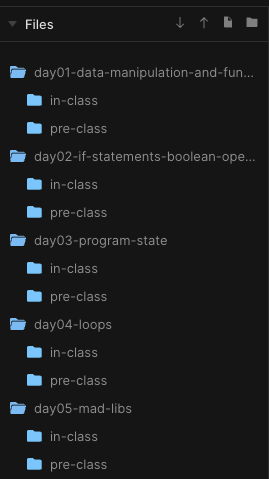 Files
day01-data-manipulation-and-fun...
in-class
pre-class
day02-if-statements-boolean-ope...
in-class
pre-class
day03-program-state
in-class
pre-class
day04-loops
in-class
pre-class
day05-mad-libs
in-class
pre-class